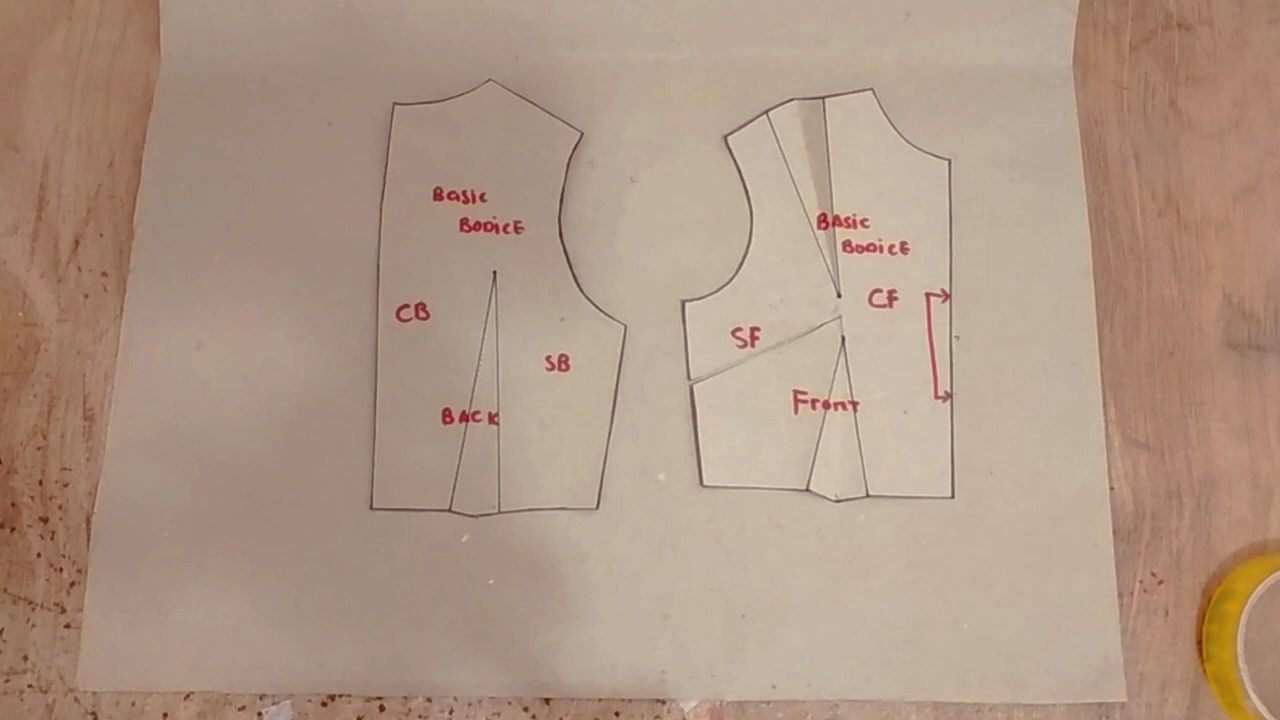 Basic
BODICE
CB
SB
BACK
BASIC
BODICE
CF
SF
Front